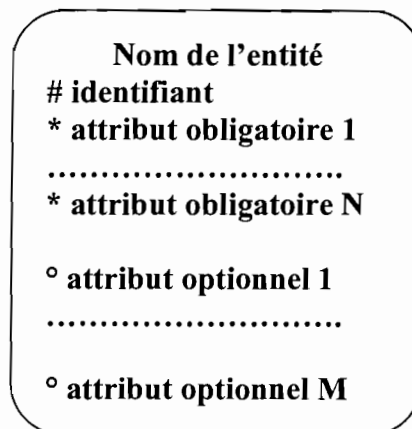 Nom de l'entité
# identifiant
* attribut obligatoire 1
............................
* attribut obligatoire N
° attribut optionnel 1
............................
° attribut optionnel M